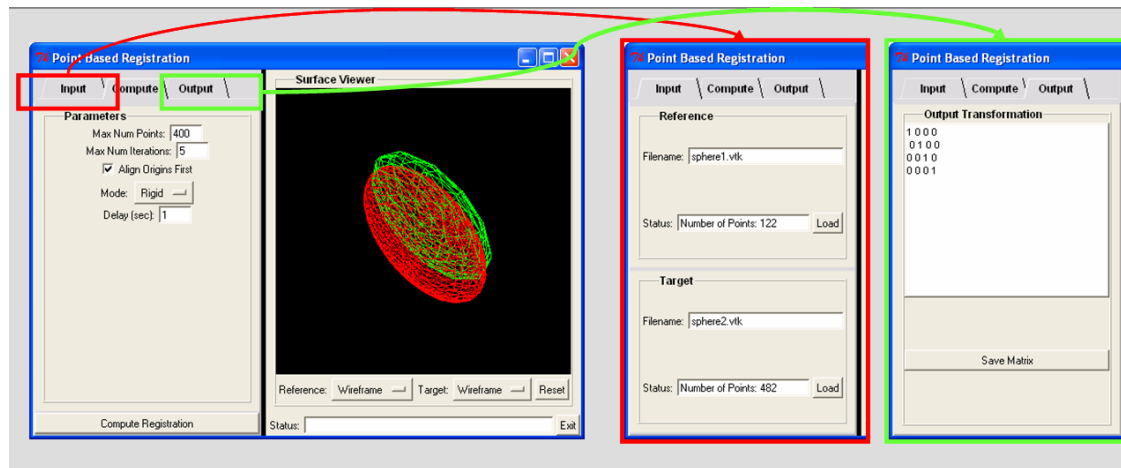 Point Based Registration
Input Compute Output
Parameters
Max Num Points: 400
Max Num Iterations: 5
Align Origins First
Mode: Rigid
Delay (sec): 1
Compute Registration
Surface Viewer
Reference: Wireframe Target: Wireframe Reset
Status: Exit
Point Based Registration
Input Compute Output
Reference
Filename: sphere1.vtk
Status: Number of Points: 122 Load
Target
Filename: sphere2.vtk
Status: Number of Points: 482 Load
Point Based Registration
Input Compute Output
Output Transformation
1 0 0 0
0 1 0 0
0 0 1 0
0 0 0 1
Save Matrix